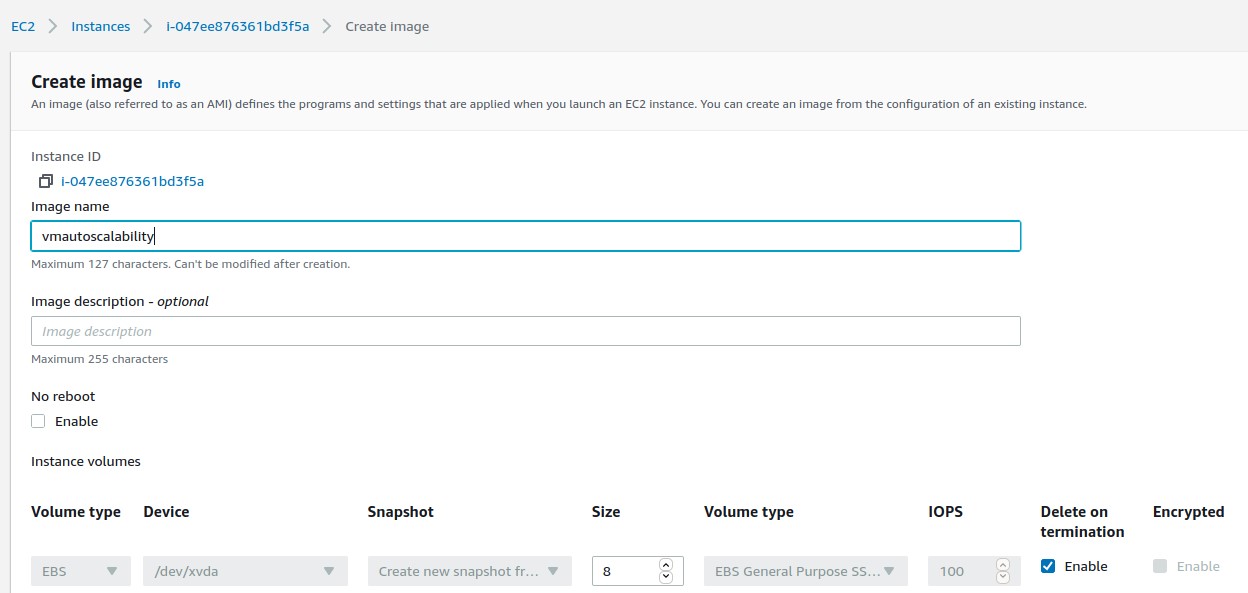 EC2 Instances i-047ee876361bd3f5a Create image
Create image Info
An image (also referred to as an AMI) defines the programs and settings that are applied when you launch an EC2 instance. You can create an image from the configuration of an existing instance.
Instance ID
i-047ee876361bd3f5a
Image name
vmautoscalability
Maximum 127 characters. Can't be modified after creation.
Image description - optional
Image description
Maximum 255 characters
No reboot
Enable
Instance volumes
Volume type Device Snapshot Size Volume type IOPS Delete on termination Encrypted
EBS /dev/xvda Create new snapshot fr... 8 EBS General Purpose SS... 100 Enable Enable